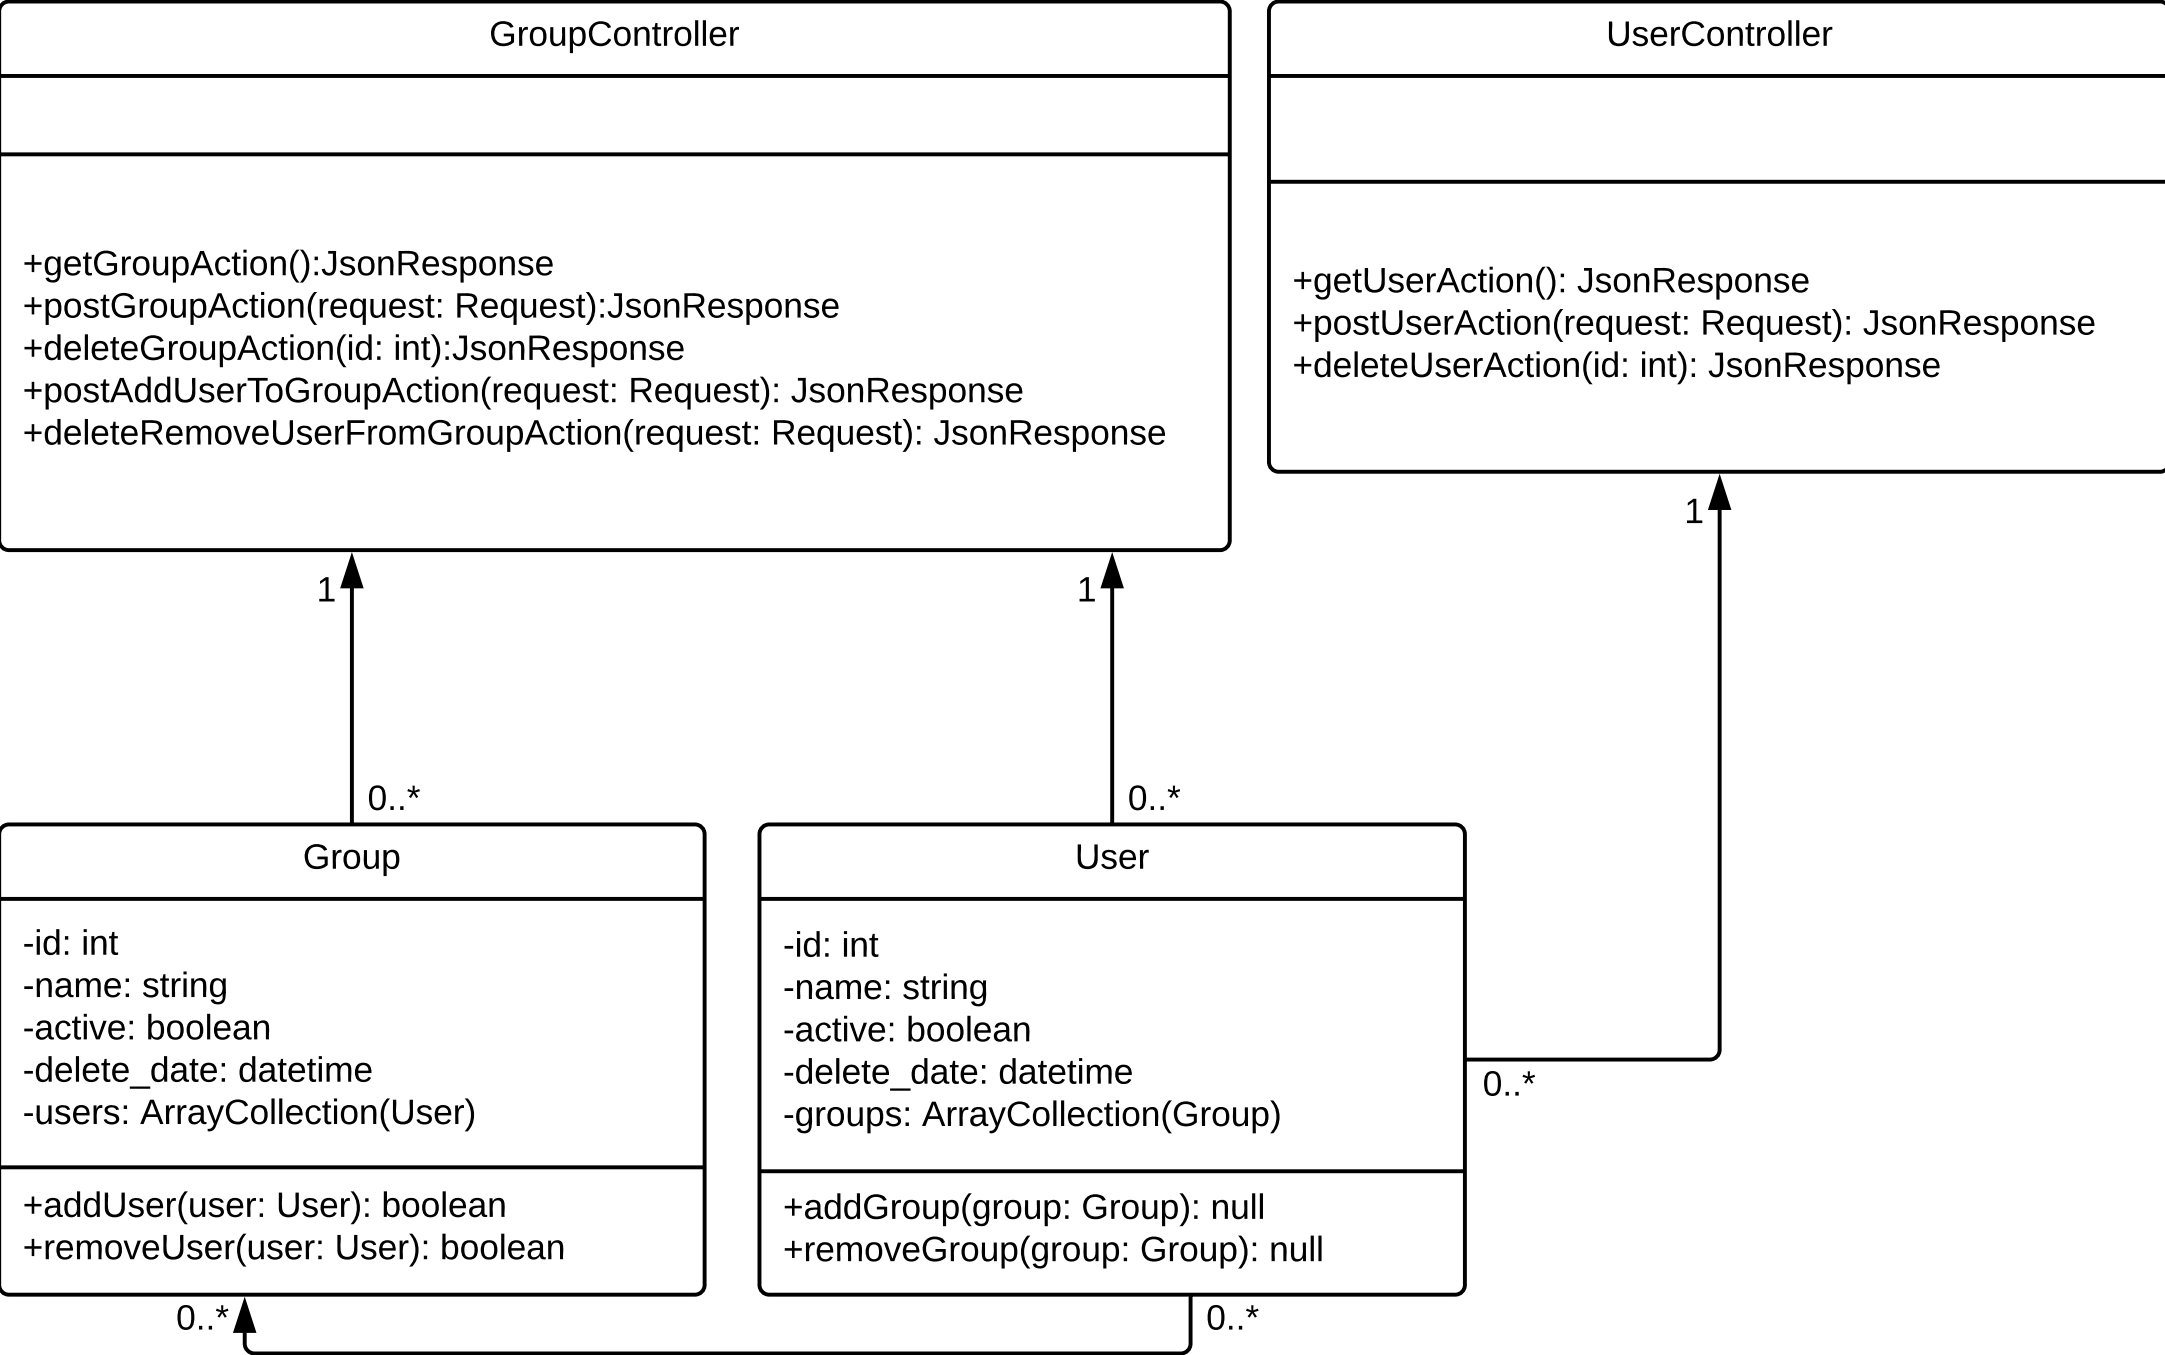 GroupController
+getGroupAction():JsonResponse
+postGroupAction(request: Request):JsonResponse
+deleteGroupAction(id: int):JsonResponse
+postAddUserToGroupAction(request: Request): JsonResponse
+deleteRemoveUserFromGroupAction(request: Request): JsonResponse
UserController
+getUserAction(): JsonResponse
+postUserAction(request: Request): JsonResponse
+deleteUserAction(id: int): JsonResponse
1
1
1
0..*
0..*
Group
-id: int
-name: string
-active: boolean
-delete_date: datetime
-users: ArrayCollection(User)
+addUser(user: User): boolean
+removeUser(user: User): boolean
User
-id: int
-name: string
-active: boolean
-delete_date: datetime
-groups: ArrayCollection(Group)
+addGroup(group: Group): null
+removeGroup(group: Group): null
0..*
0..*
0..*